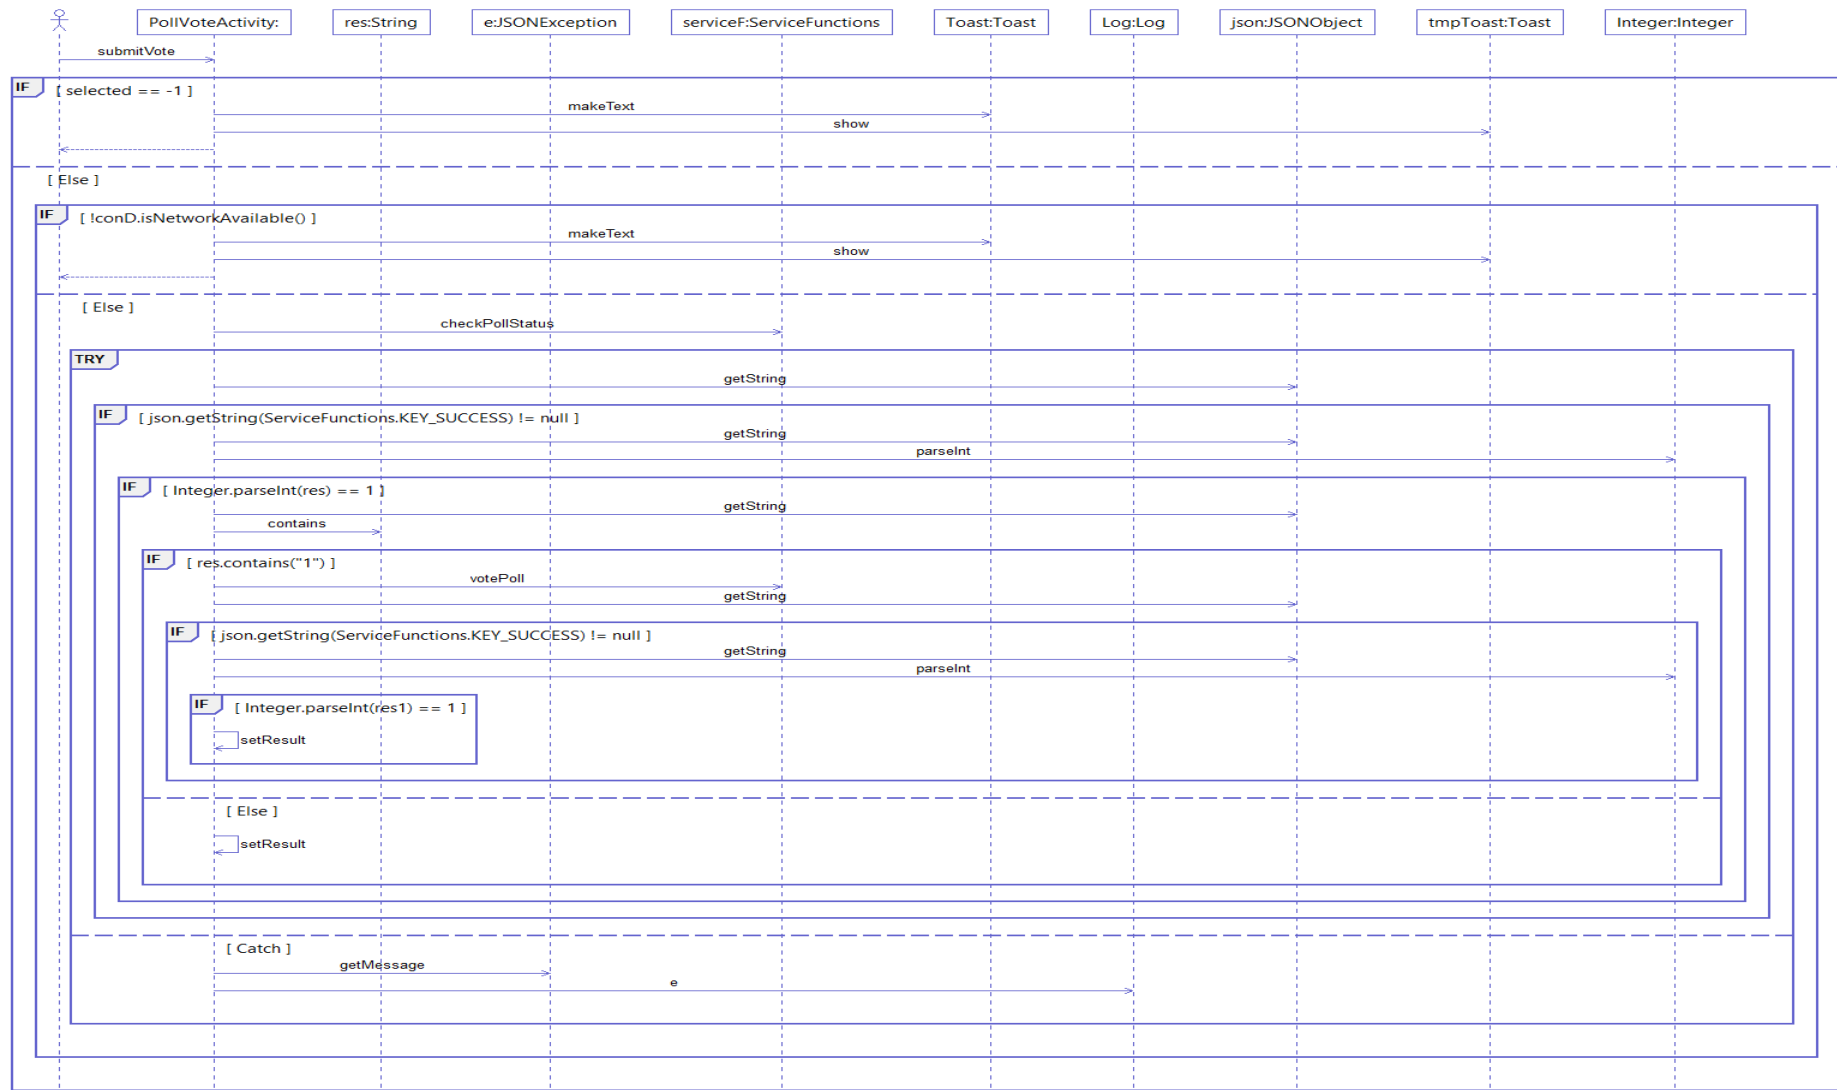 PollVoteActivity: res:String e:JSONException serviceF:ServiceFunctions Toast:Toast Log:Log json:JSONObject tmpToast:Toast Integer:Integer
submitVote
IF [ selected == -1 ]
makeText
show
[ Else ]
IF [ !conD.isNetworkAvailable() ]
makeText
show
[ Else ]
checkPollStatus
TRY
getString
IF [ json.getString(ServiceFunctions.KEY_SUCCESS) != null ]
getString
parseInt
IF [ Integer.parseInt(res) == 1 ]
getString
contains
IF [ res.contains("1") ]
votePoll
getString
IF [ json.getString(ServiceFunctions.KEY_SUCCESS) != null ]
getString
parseInt
IF [ Integer.parseInt(res1) == 1 ]
setResult
[ Else ]
setResult
[ Catch ]
getMessage
e